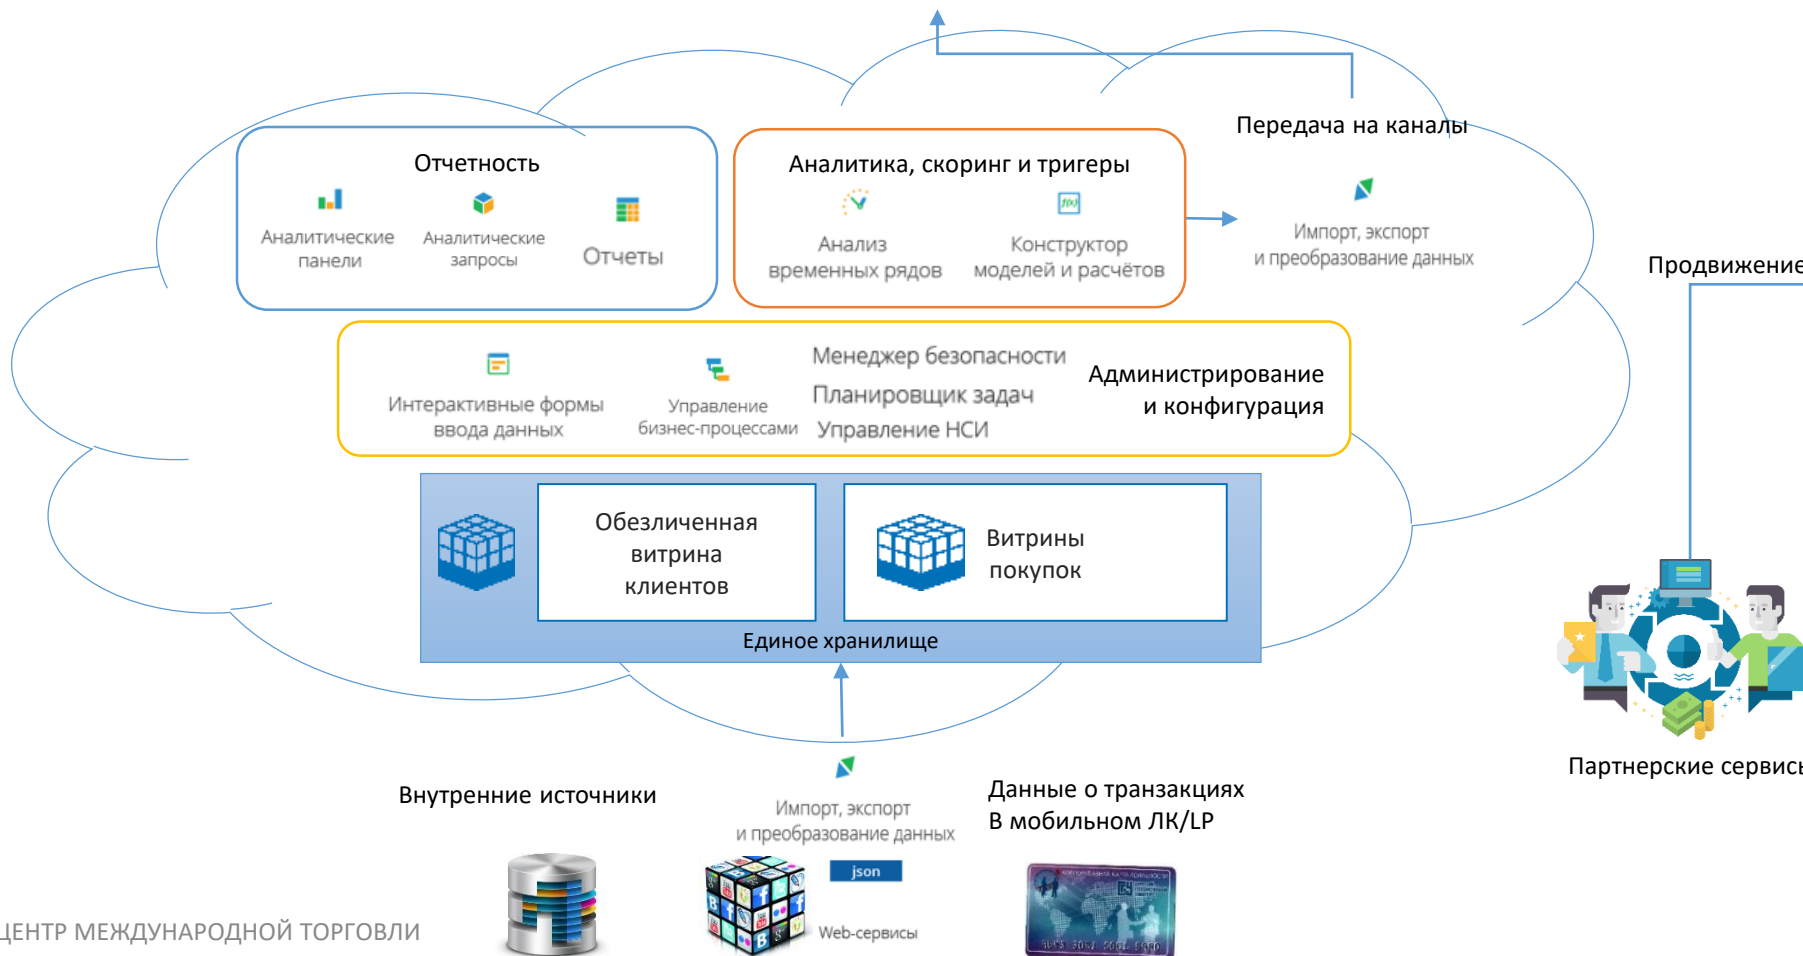 Передача на каналы
Отчетность
Аналитические
панели
Аналитические
запросы
Отчеты
Аналитика, скоринг и тригеры
Анализ
временных рядов
f(x)
Конструктор
моделей и расчётов
Импорт, экспорт
и преобразование данных
Продвижение
Интерактивные формы
ввода данных
Управление
бизнес-процессами
Менеджер безопасности
Планировщик задач
Управление НСИ
Администрирование
и конфигурация
Обезличенная
витрина
клиентов
Витрины
покупок
Единое хранилище
Партнерские сервисы
Внутренние источники
Импорт, экспорт
и преобразование данных
Данные о транзакциях
В мобильном ЛК/LP
json
Web-сервисы
ЦЕНТР МЕЖДУНАРОДНОЙ ТОРГОВЛИ